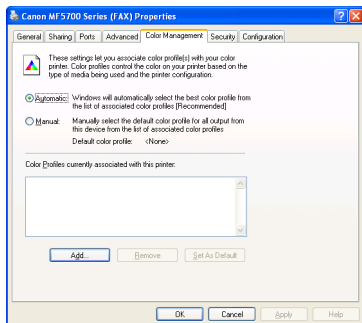 Canon MF5700 Series (FAX) Properties
General Sharing Ports Advanced Color Management Security Configuration
These settings let you associate color profile(s) with your color
printer. Color profiles control the color on your printer based on the
type of media being used and the printer configuration.
Automatic: Windows will automatically select the best color profile from
the list of associated color profiles [Recommended]
Manual: Manually select the default color profile for all output from
this device from the list of associated color profiles
Default color profile: <None>
Color Profiles currently associated with this printer:
Add... Remove Set As Default
OK Cancel Apply Help